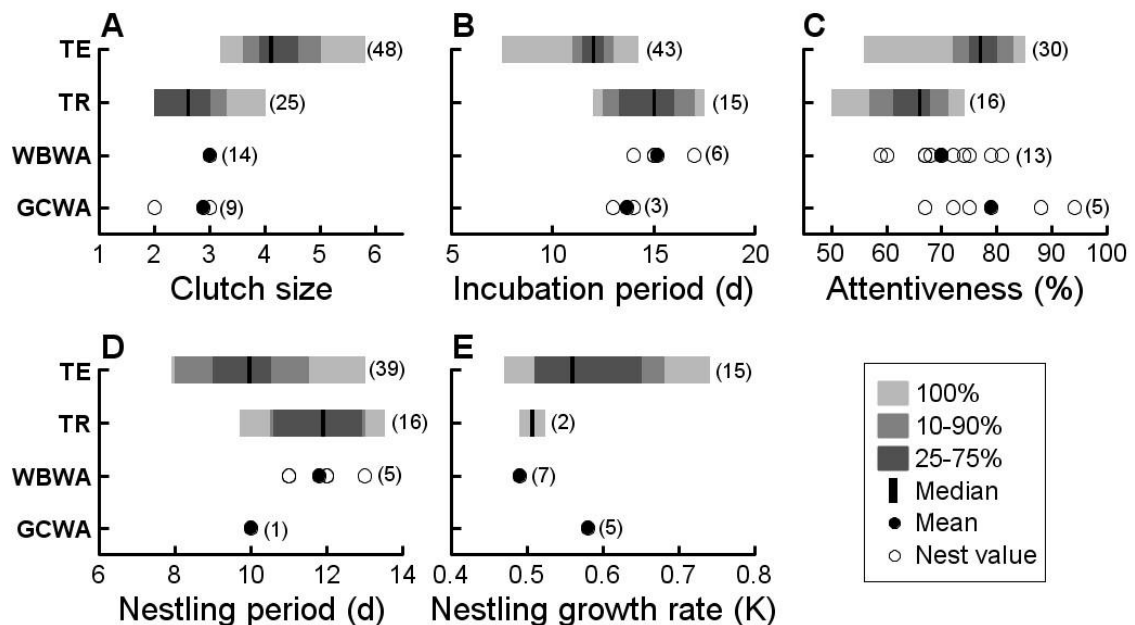 A
B
C
TE
(48)
(43)
(30)
TR
(25)
(15)
(16)
WBWA
(14)
(6)
(13)
GCWA
(9)
(3)
(5)
1 2 3 4 5 6
5 10 15 20
50 60 70 80 90 100
Clutch size
Incubation period (d)
Attentiveness (%)
D
E
TE
(39)
(15)
TR
(16)
(2)
WBWA
(5)
(7)
GCWA
(1)
(5)
6 8 10 12 14
0.4 0.5 0.6 0.7 0.8
Nestling period (d)
Nestling growth rate (K)
100%
10-90%
25-75%
Median
Mean
Nest value